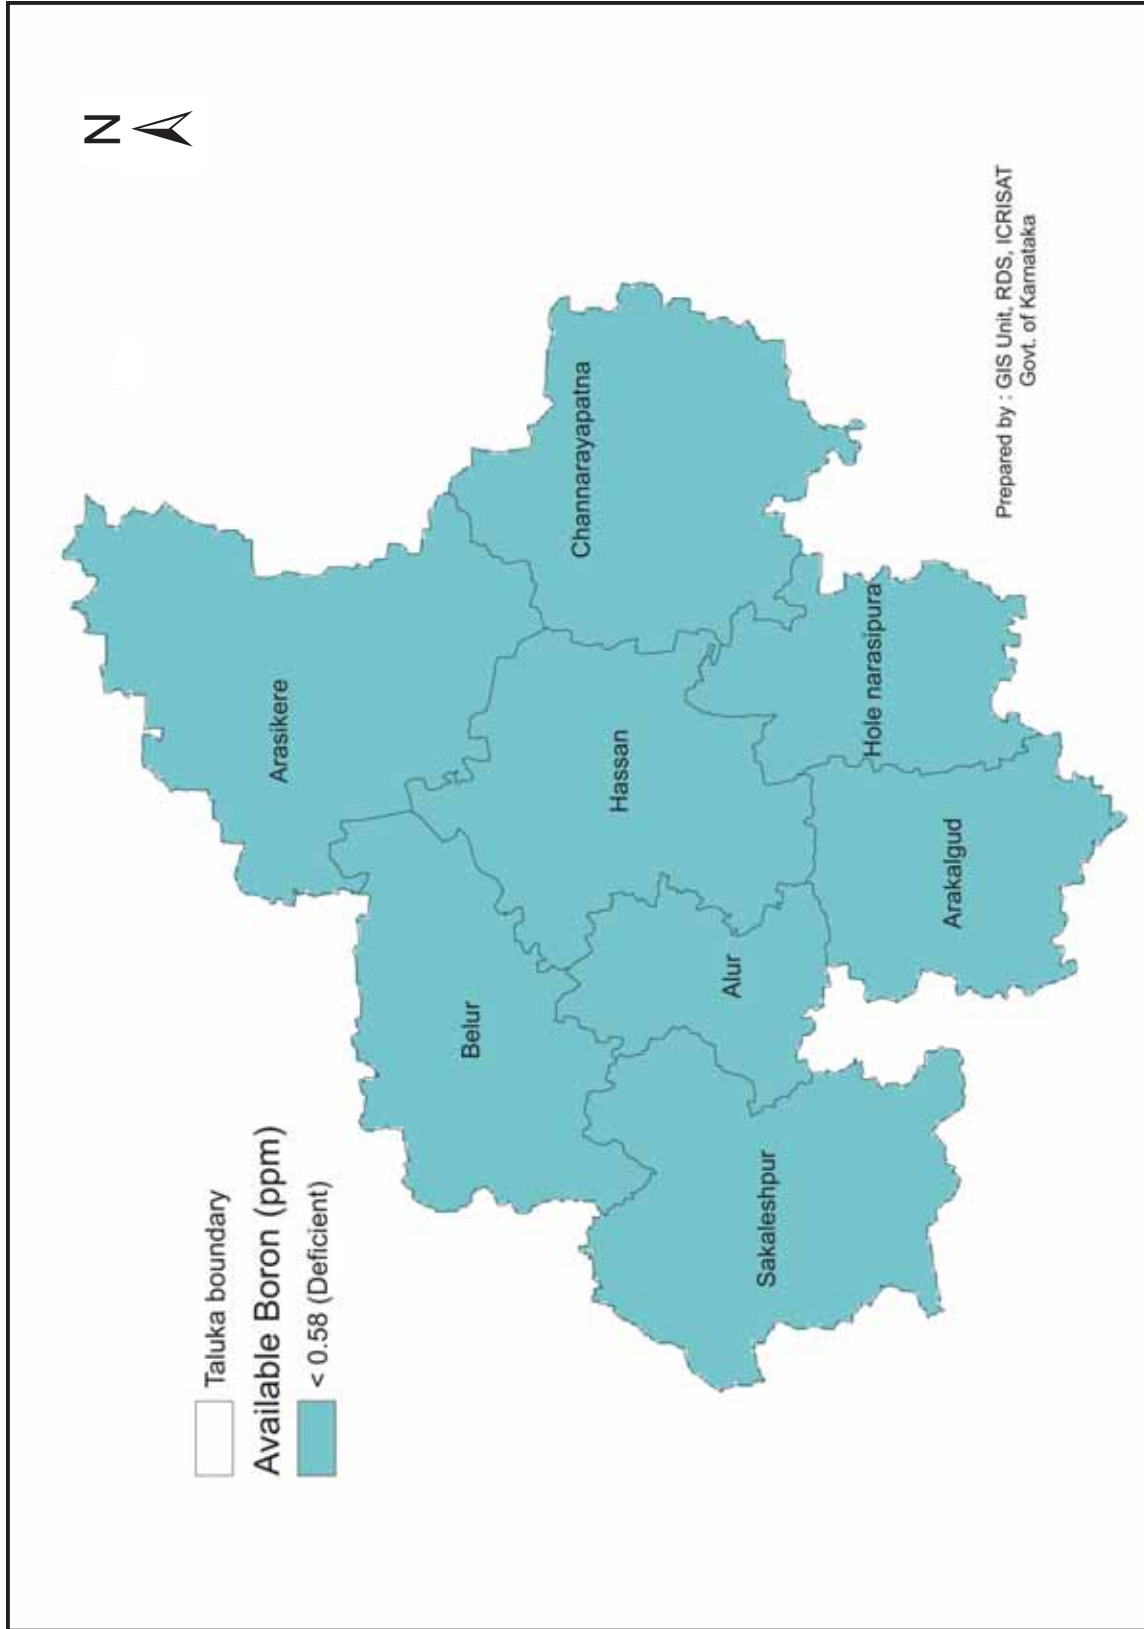 N
Taluka boundary
Available Boron (ppm)
< 0.58 (Deficient)
Arasikere
Belur
Channarayapatna
Hassan
Alur
Sakaleshpur
Hole narasipura
Arakalgud
Prepared by : GIS Unit, RDS, ICRISAT
Govt. of Karnataka